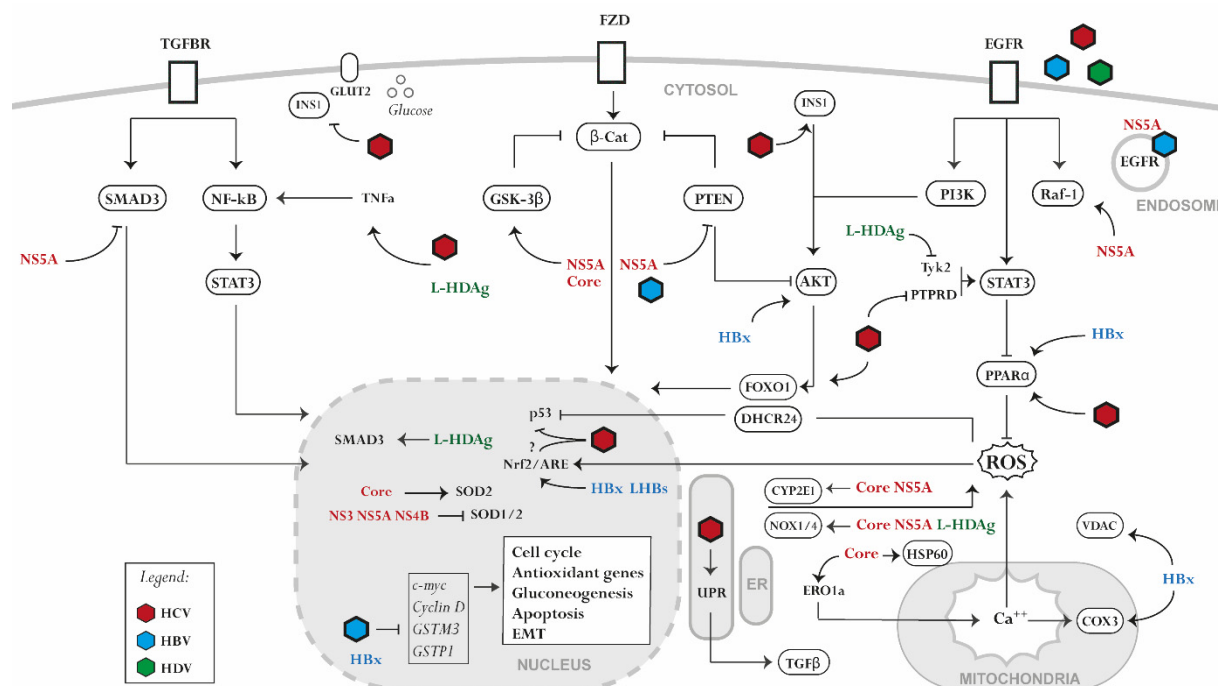 FZD
TGFBR
EGFR
GLUT2
Glucose
CYTOSOL
INS1
INS1
β-Cat
NS5A
EGFR
ENDOSOME
SMAD3
NF-kB
TNFa
GSK-3β
PTEN
PI3K
Raf-1
NS5A
L-HDAg
NS5A
NS5A
Core
NS5A
L-HDAg
Tyk2
PTPRD
STAT3
AKT
STAT3
HBx
HBx
PPARα
FOXO1
DHCR24
p53
SMAD3
L-HDAg
?
Nrf2/ARE
ROS
HBx LHBs
Core
SOD2
NS3 NS5A NS4B
SOD1/2
CYP2E1
Core NS5A
NOX1/4
Core NS5A L-HDAg
VDAC
Core
HSP60
HBx
ERO1a
UPR
ER
Ca++
COX3
MITOCHONDRIA
TGFβ
Cell cycle
Antioxidant genes
Gluconeogenesis
Apoptosis
EMT
c-myc
Cyclin D
GSTM3
GSTP1
HBx
NUCLEUS
Legend:
HCV
HBV
HDV